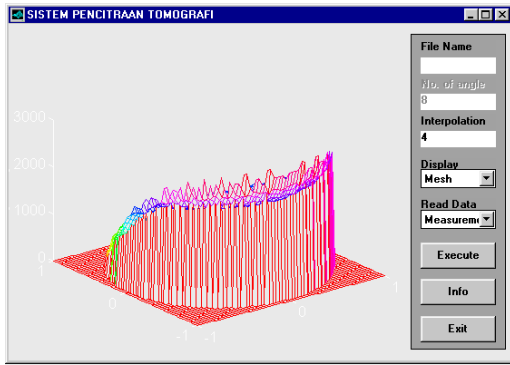 SISTEM PENCITRAAN TOMOGRAFI
3000
2000
1000
0
1
0
-1
-1
0
1
File Name
No. of angle
8
Interpolation
4
Display
Mesh
Read Data
Measureme
Execute
Info
Exit